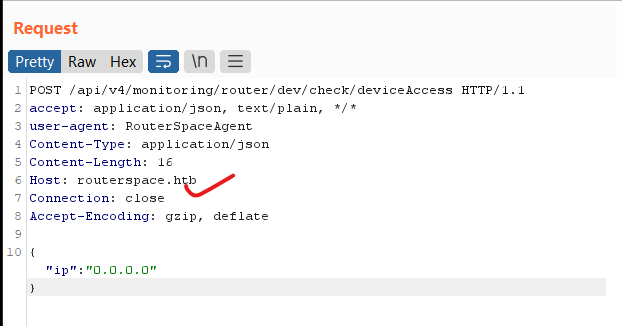 Request
Pretty Raw Hex \n
1 POST /api/v4/monitoring/router/dev/check/deviceAccess HTTP/1.1
2 accept: application/json, text/plain, */*
3 user-agent: RouterSpaceAgent
4 Content-Type: application/json
5 Content-Length: 16
6 Host: routerspace.htb
7 Connection: close
8 Accept-Encoding: gzip, deflate
9
10 {
"ip":"0.0.0.0"
}